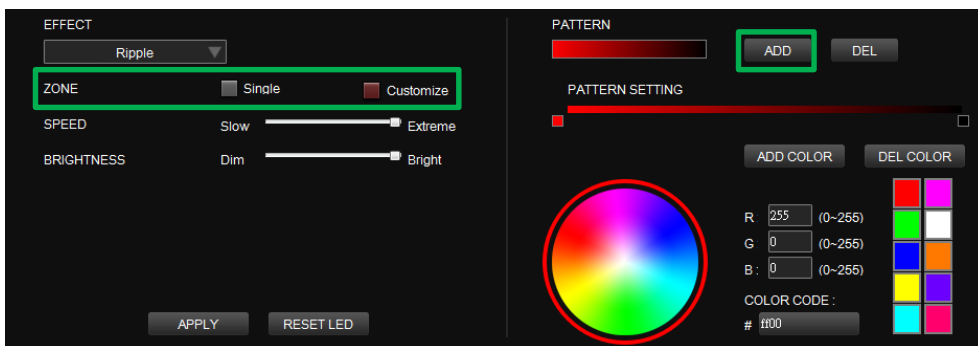 EFFECT
Ripple
ZONE Single Customize
SPEED Slow Extreme
BRIGHTNESS Dim Bright
APPLY RESET LED
PATTERN
ADD DEL
PATTERN SETTING
ADD COLOR DEL COLOR
R 255 (0~255)
G 0 (0~255)
B : 0 (0~255)
COLOR CODE :
# ff00